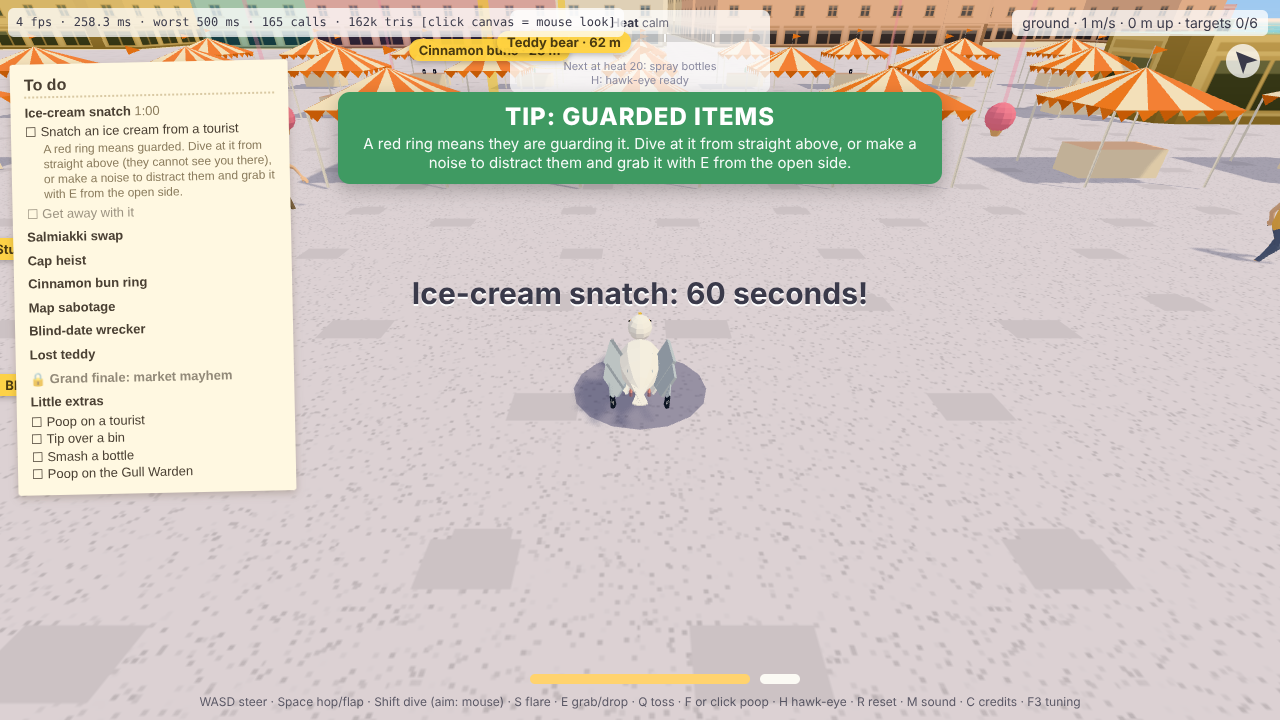 4 fps · 258.3 ms · worst 500 ms · 165 calls · 162k tris [click canvas = mouse look]
Heat calm
ground · 1 m/s · 0 m up · targets 0/6
Teddy bear · 62 m
Cinnamon buns
Next at heat 20: spray bottles
H: hawk-eye ready
TIP: GUARDED ITEMS
A red ring means they are guarding it. Dive at it from straight above, or make a
noise to distract them and grab it with E from the open side.
To do
Ice-cream snatch 1:00
☐ Snatch an ice cream from a tourist
A red ring means guarded. Dive at it from
straight above (they cannot see you there),
or make a noise to distract them and grab it
with E from the open side.
☐ Get away with it
Salmiakki swap
Cap heist
Cinnamon bun ring
Map sabotage
Blind-date wrecker
Lost teddy
🔒 Grand finale: market mayhem
Little extras
☐ Poop on a tourist
☐ Tip over a bin
☐ Smash a bottle
☐ Poop on the Gull Warden
Ice-cream snatch: 60 seconds!
WASD steer · Space hop/flap · Shift dive (aim: mouse) · S flare · E grab/drop · Q toss · F or click poop · H hawk-eye · R reset · M sound · C credits · F3 tuning